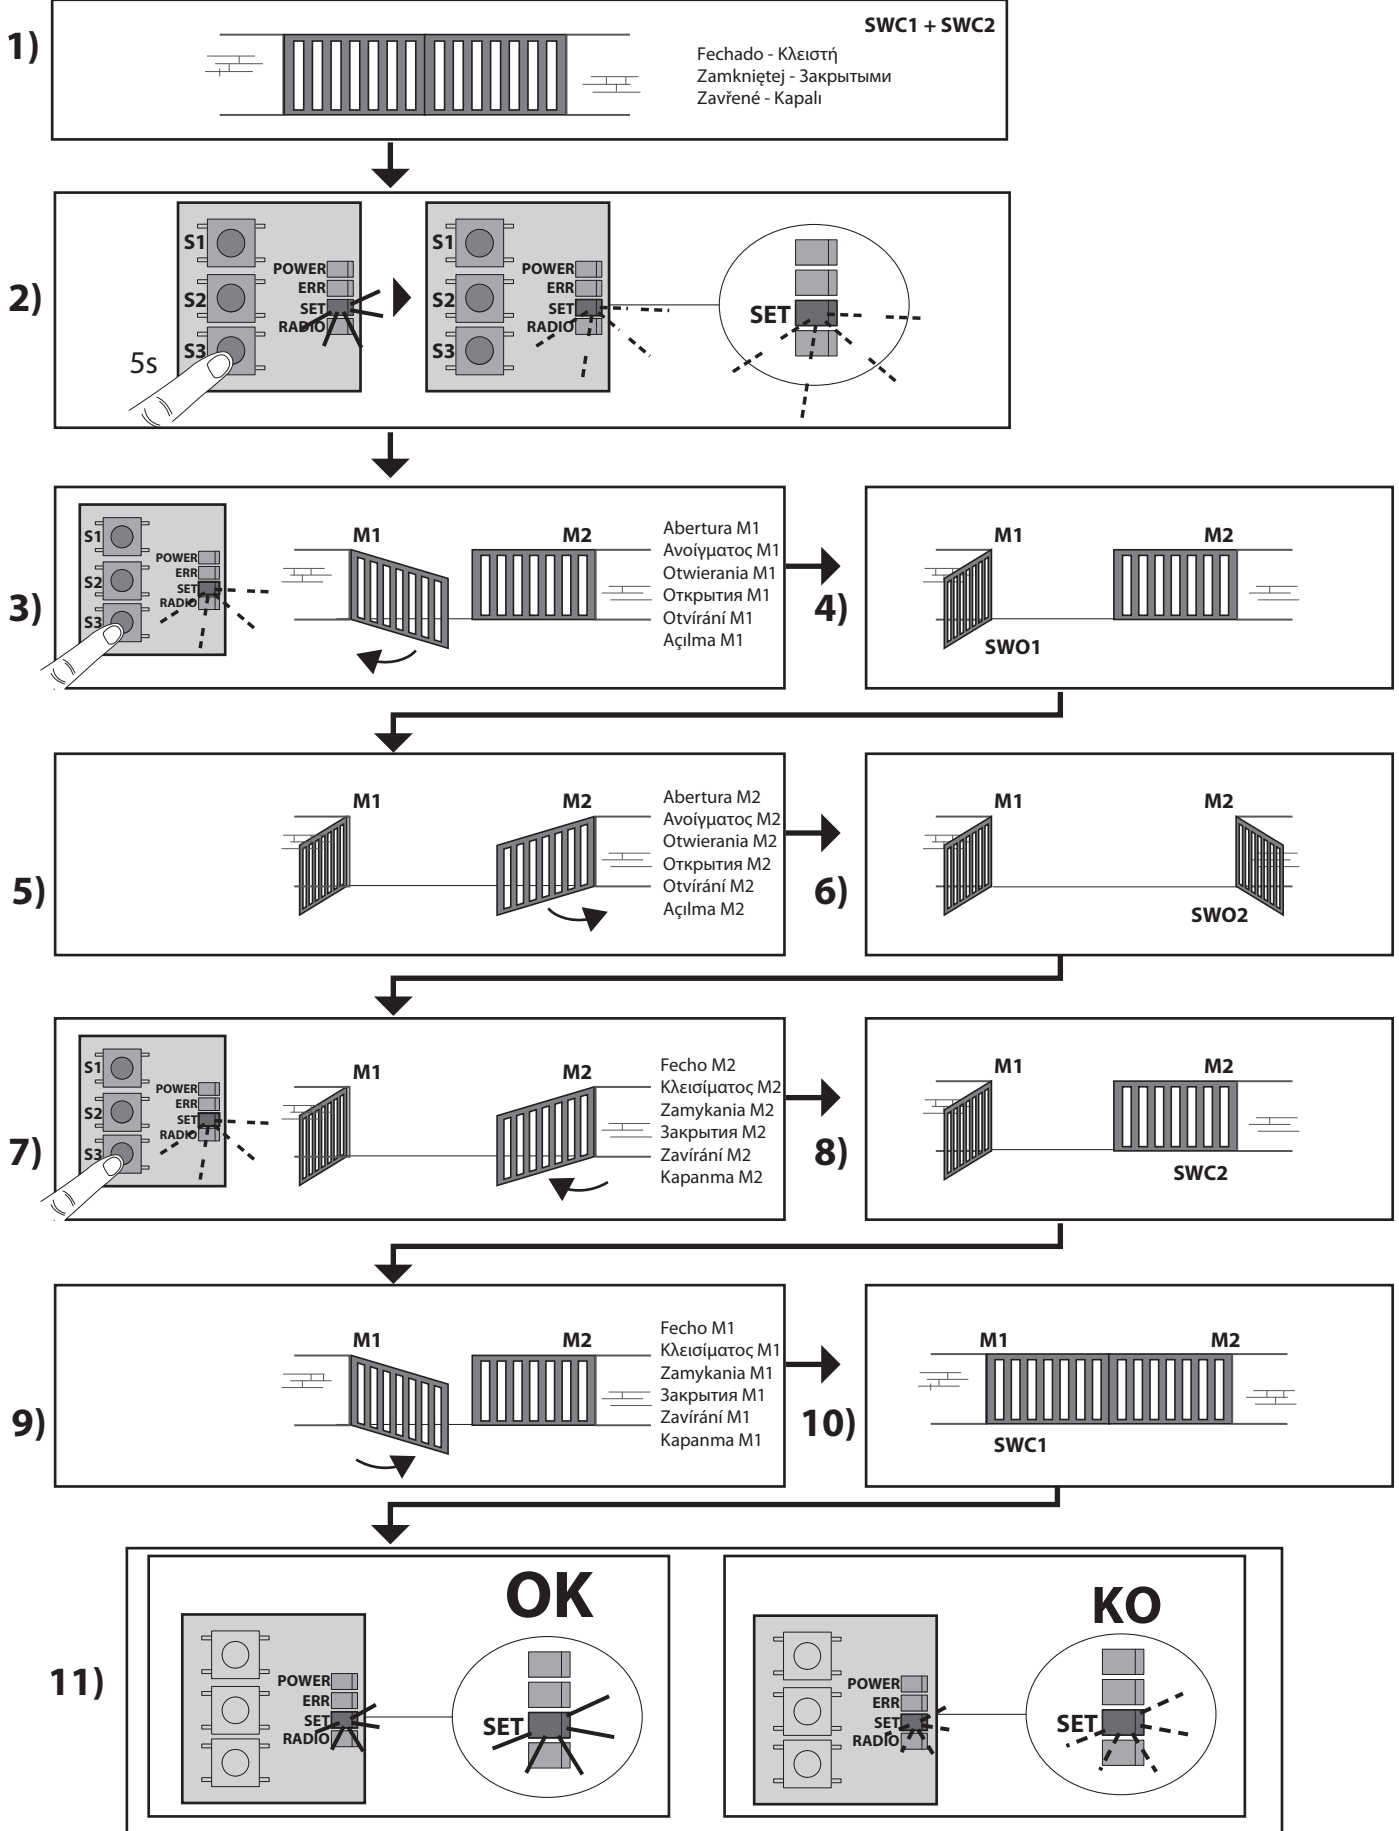 1)
SWC1 + SWC2
Fechado - Κλειστή
Zamkniętej - Закрытыми
Zavřené - Kapalı
2)
S1
S2
S3
POWER
ERR
SET
RADIO
5s
S1
S2
S3
POWER
ERR
SET
RADIO
SET
3)
S1
S2
S3
POWER
ERR
SET
RADIO
M1
M2
Abertura M1
Ανοίγματος M1
Otwierania M1
Открытия M1
Otvírání M1
Açılma M1
4)
M1
M2
SWO1
5)
M1
M2
Abertura M2
Ανοίγματος M2
Otwierania M2
Открытия M2
Otvírání M2
Açılma M2
6)
M1
M2
SWO2
7)
S1
S2
S3
POWER
ERR
SET
RADIO
M1
M2
Fecho M2
Κλεισίματος M2
Zamykania M2
Закрытия M2
Zavírání M2
Kapanma M2
8)
M1
M2
SWC2
9)
M1
M2
Fecho M1
Κλεισίματος M1
Zamykania M1
Закрытия M1
Zavírání M1
Kapanma M1
10)
M1
M2
SWC1
11)
OK
POWER
ERR
SET
RADIO
SET
KO
POWER
ERR
SET
RADIO
SET